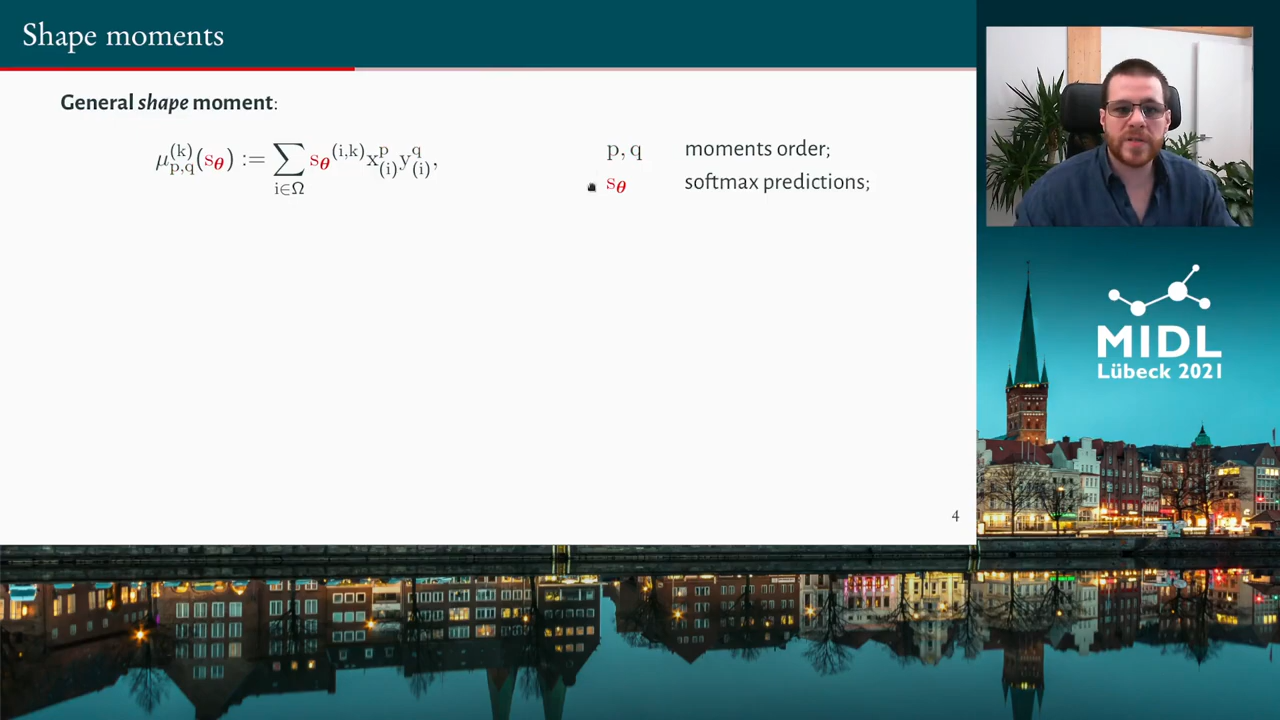 Shape moments
General shape moment:
μ_{p,q}^{(k)}(s_θ) := ∑_{i∈Ω} s_θ^{(i,k)} x_{(i)}^p y_{(i)}^q,
p, q moments order;
s_θ softmax predictions;
4
MIDL
Lübeck 2021